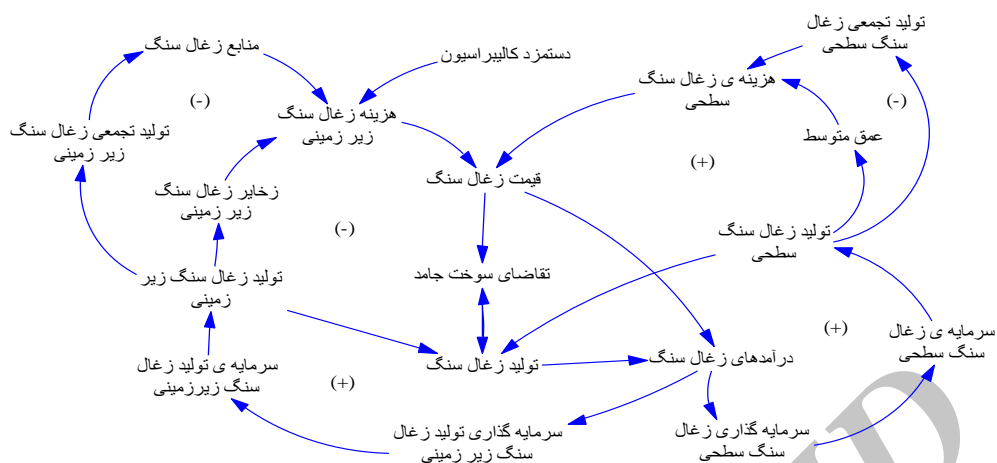 تولید تجمعی زغال
سنگ سطحی
منابع زغال سنگ
دستمزد کالیبراسیون
هزینه ی زغال سنگ
سطحی
(-)
(-)
هزینه زغال سنگ
زیر زمینی
تولید تجمعی زغال سنگ
زیر زمینی
عمق متوسط
(+)
قیمت زغال سنگ
زخایر زغال سنگ
زیر زمینی
(-)
تولید زغال سنگ
سطحی
تقاضای سوخت جامد
تولید زغال سنگ زیر
زمینی
(+)
سرمایه ی زغال
سنگ سطحی
درآمدهای زغال سنگ
تولید زغال سنگ
سرمایه ی تولید زغال
سنگ زیرزمینی
(+)
سرمایه گذاری زغال
سنگ سطحی
سرمایه گذاری تولید زغال
سنگ زیر زمینی
D